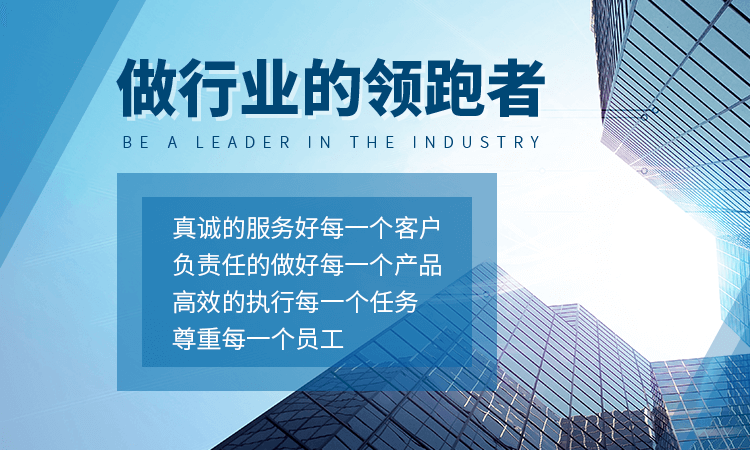 做行业的领跑者
BE A LEADER IN THE INDUSTRY
真诚的服务好每一个客户
负责任的做好每一个产品
高效的执行每一个任务
尊重每一个员工